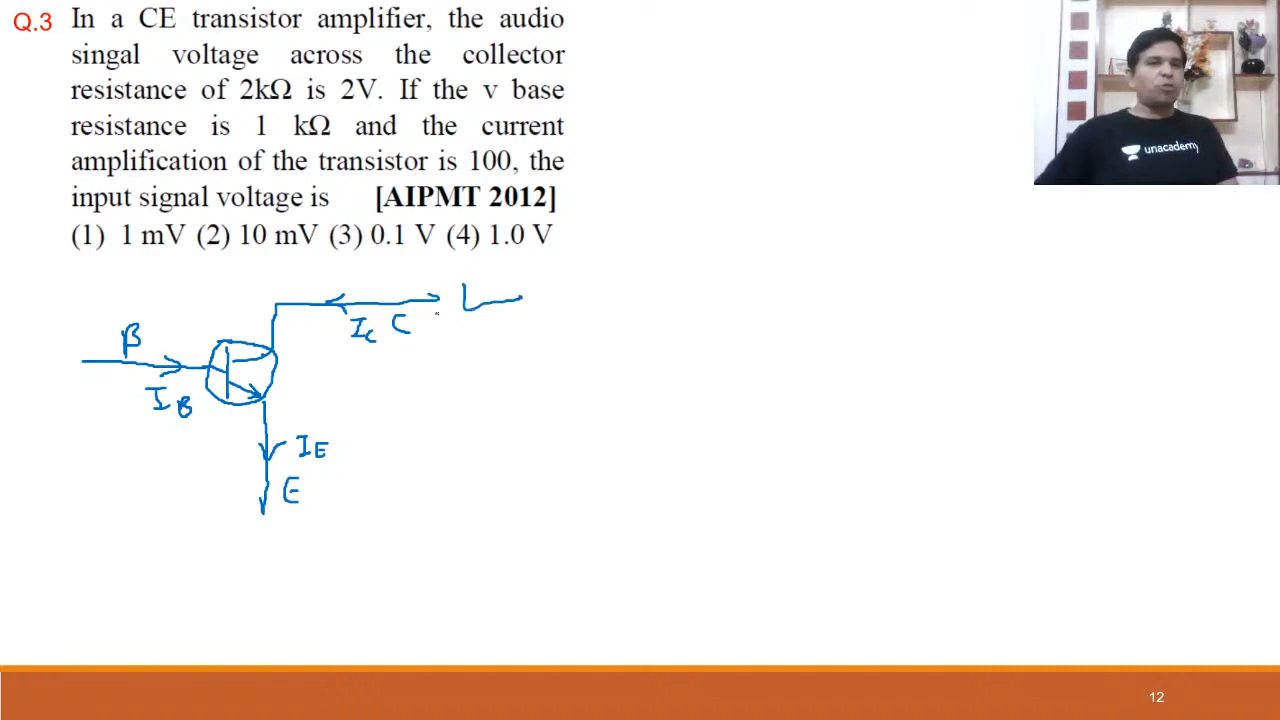 Q.3 In a CE transistor amplifier, the audio
singal voltage across the collector
resistance of 2kΩ is 2V. If the v base
resistance is 1 kΩ and the current
amplification of the transistor is 100, the
input signal voltage is [AIPMT 2012]
(1) 1 mV (2) 10 mV (3) 0.1 V (4) 1.0 V
unacademy
B
I_C C
I_B
I_E
E
12